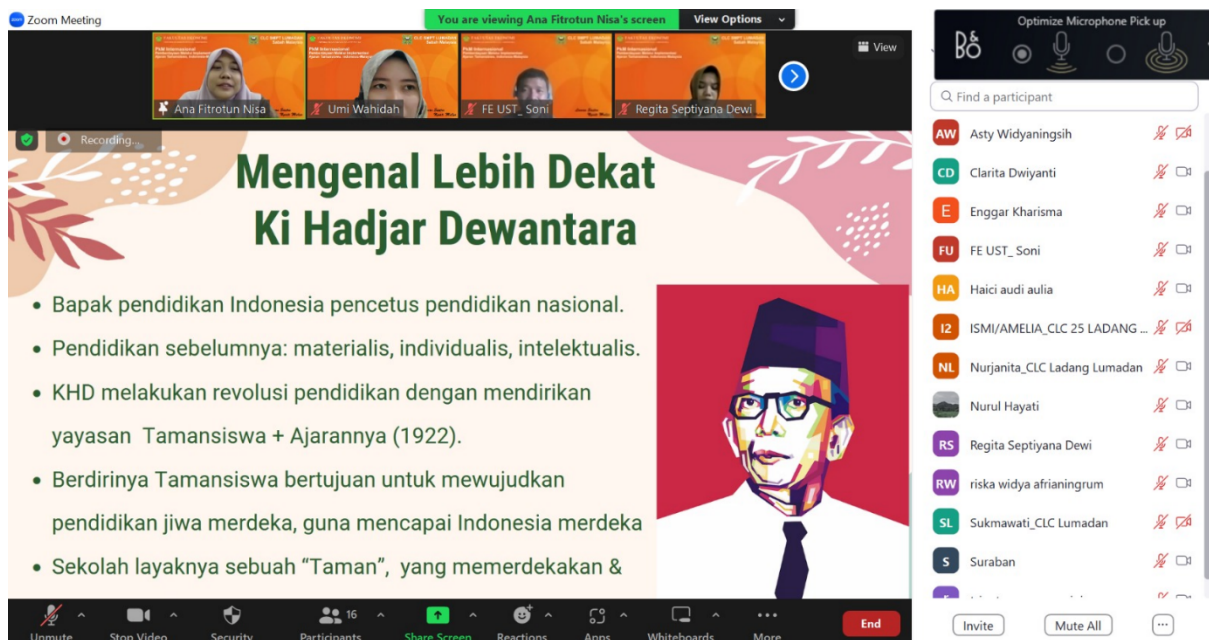 Zoom Meeting
You are viewing Ana Fitrotun Nisa's screen
View Options
View
Ana Fitrotun Nisa
Umi Wahidah
FE UST_ Soni
Regita Septiyana Dewi
Recording...
Mengenal Lebih Dekat
Ki Hadjar Dewantara
• Bapak pendidikan Indonesia pencetus pendidikan nasional.
• Pendidikan sebelumnya: materialis, individualis, intelektualis.
• KHD melakukan revolusi pendidikan dengan mendirikan
yayasan Tamansiswa + Ajarannya (1922).
• Berdirinya Tamansiswa bertujuan untuk mewujudkan
pendidikan jiwa merdeka, guna mencapai Indonesia merdeka
• Sekolah layaknya sebuah “Taman”, yang memerdekakan &
Unmute
Stop Video
Security
16
Participants
Share Screen
Reactions
Apps
Whiteboards
More
End
B&O
Optimize Microphone Pick up
Find a participant
AW Asty Widyaningsih
CD Clarita Dwiyanti
E Enggar Kharisma
FU FE UST_ Soni
HA Haici audi aulia
I2 ISMI/AMELIA_CLC 25 LADANG ...
NL Nurjanita_CLC Ladang Lumadan
Nurul Hayati
RS Regita Septiyana Dewi
RW riska widya afrianingrum
SL Sukmawati_CLC Lumadan
S Suraban
Invite
Mute All
...